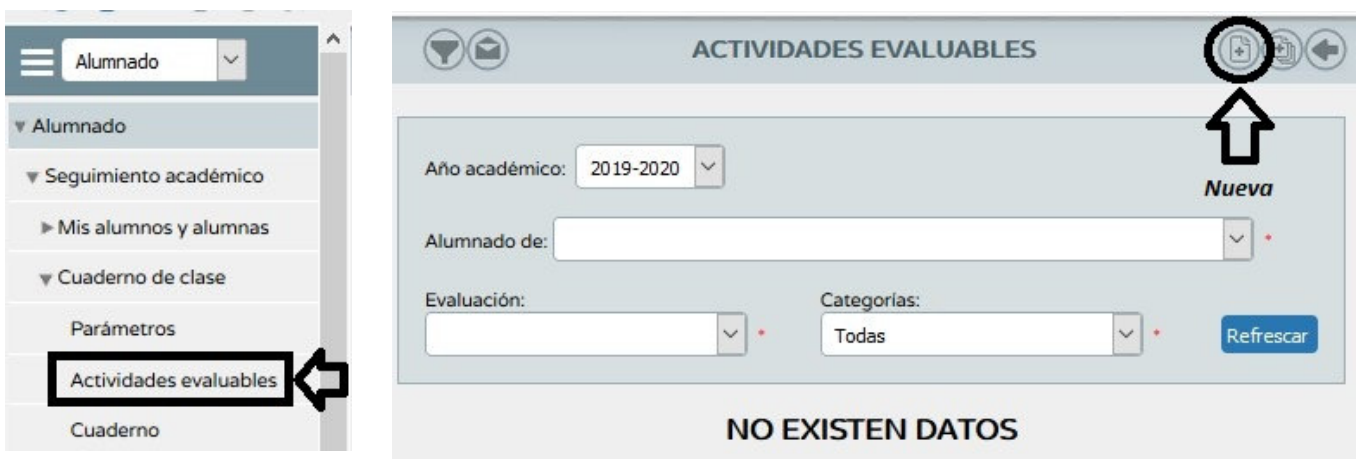 Alumnado
Alumnado
Seguimiento académico
Mis alumnos y alumnas
Cuaderno de clase
Parámetros
Actividades evaluables
Cuaderno
ACTIVIDADES EVALUABLES
Nueva
Año académico: 2019-2020
Alumnado de: *
Evaluación: Categorías:
* Todas * Refrescar
NO EXISTEN DATOS